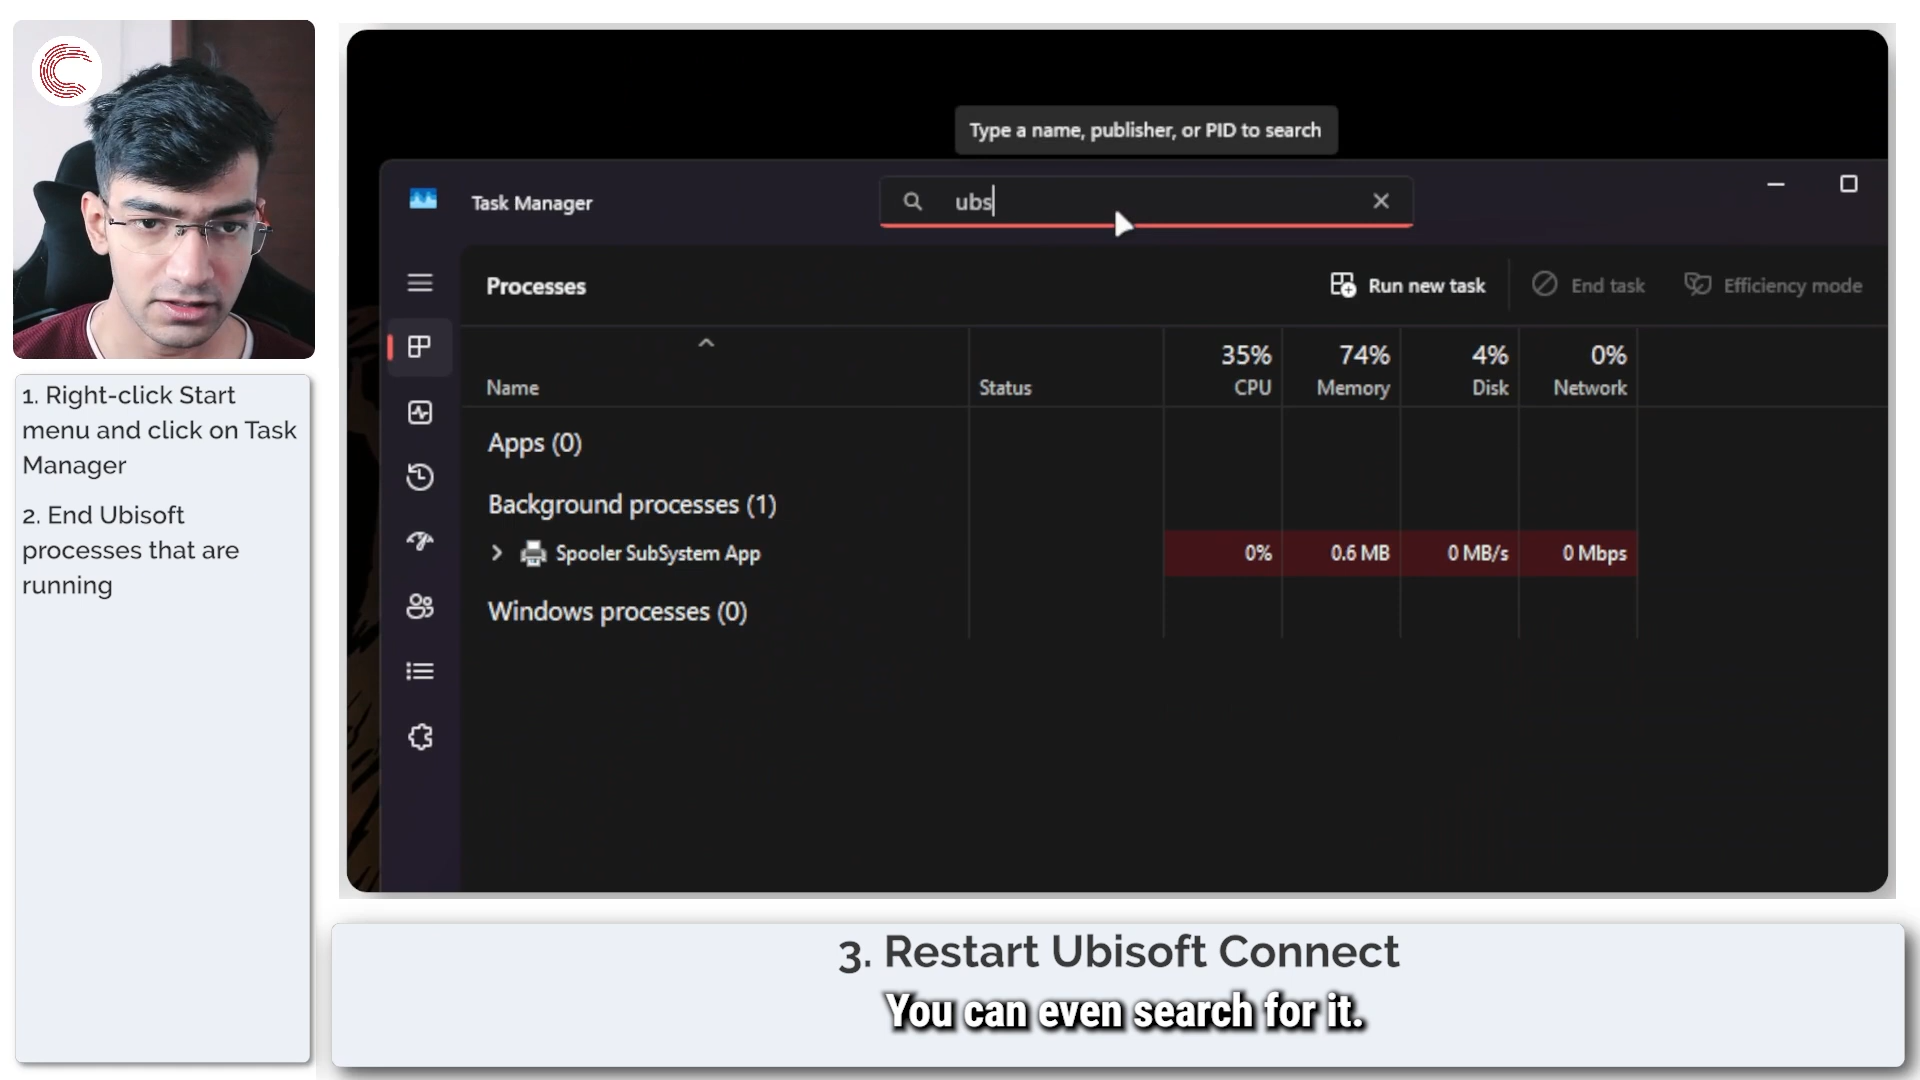 1. Right-click Start
menu and click on Task
Manager
2. End Ubisoft
processes that are
running
Type a name, publisher, or PID to search
Task Manager
ubs
Processes
Run new task
End task
Efficiency mode
35% 74% 4% 0%
Name Status CPU Memory Disk Network
Apps (0)
Background processes (1)
Spooler SubSystem App 0% 0.6 MB 0 MB/s 0 Mbps
Windows processes (0)
3. Restart Ubisoft Connect
You can even search for it.